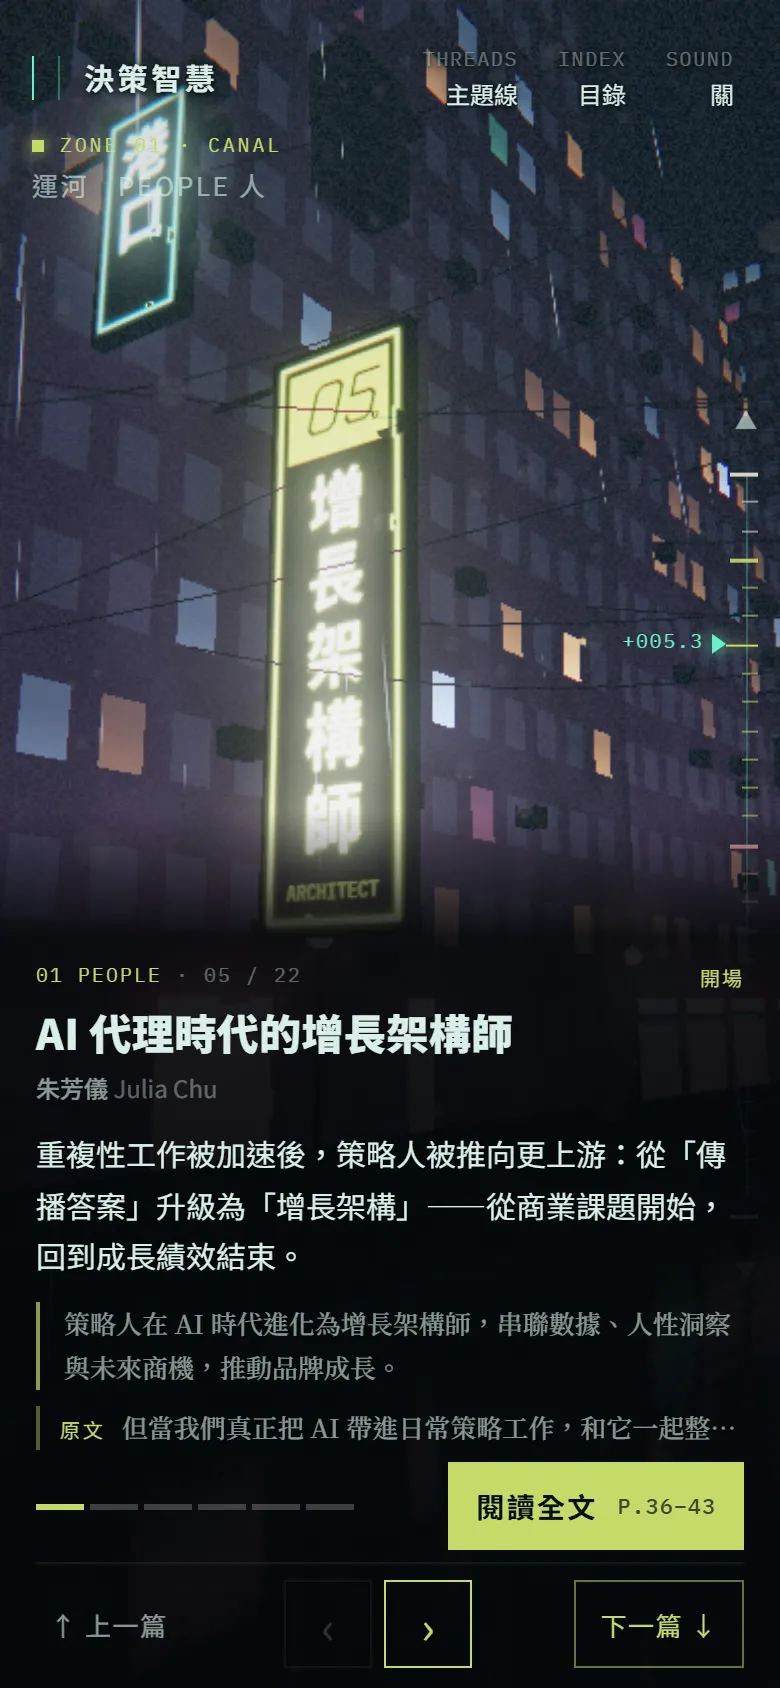 決策智慧
THREADS INDEX SOUND
主題線 目錄 關
ZONE 01 · CANAL
運河 PEOPLE 人
港口
05
增長架構師
ARCHITECT
+005.3
01 PEOPLE · 05 / 22
開場
AI 代理時代的增長架構師
朱芳儀 Julia Chu
重複性工作被加速後，策略人被推向更上游：從「傳
播答案」升級為「增長架構」——從商業課題開始，
回到成長績效結束。
策略人在 AI 時代進化為增長架構師，串聯數據、人性洞察
與未來商機，推動品牌成長。
原文 但當我們真正把 AI 帶進日常策略工作，和它一起整⋯
閱讀全文 P.36–43
↑ 上一篇 ‹ › 下一篇 ↓